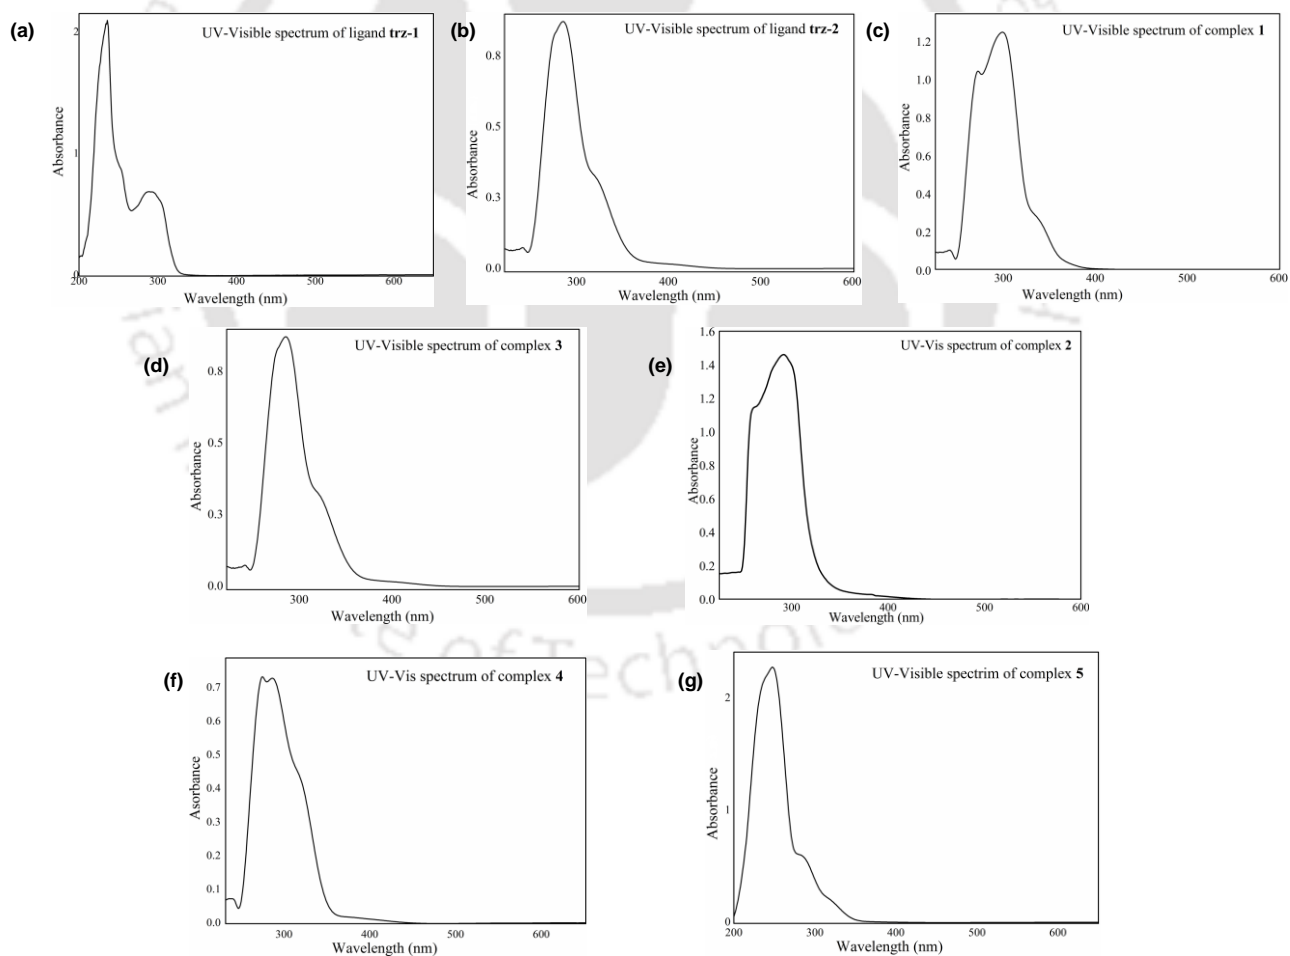 (a)
UV-Visible spectrum of ligand trz-1
Absorbance
2
1
0
200 300 400 500 600
Wavelength (nm)
(b)
UV-Visible spectrum of ligand trz-2
Absorbance
0.8
0.5
0.3
0.0
300 500 600
Wavelength (nm)
(c)
UV-Visible spectrum of complex 1
Absorbance
1.2
1.0
0.8
0.6
0.4
0.2
0.0
300 400 500 600
Wavelength (nm)
(d)
UV-Visible spectrum of complex 3
Absorbance
0.8
0.5
0.3
0.0
300 400 500 600
Wavelength (nm)
(e)
UV-Vis spectrum of complex 2
Absorbance
1.6
1.4
1.2
1.0
0.8
0.6
0.4
0.2
0.0
300 400 500 600
Wavelength (nm)
(f)
UV-Vis spectrum of complex 4
Asorbance
0.7
0.6
0.5
0.4
0.3
0.2
0.1
0.0
300 400 500 600
Wavelength (nm)
(g)
UV-Visible spectrim of complex 5
Absorbance
2
1
0
200 300 400 500 600
Wavelength (nm)
of Techno